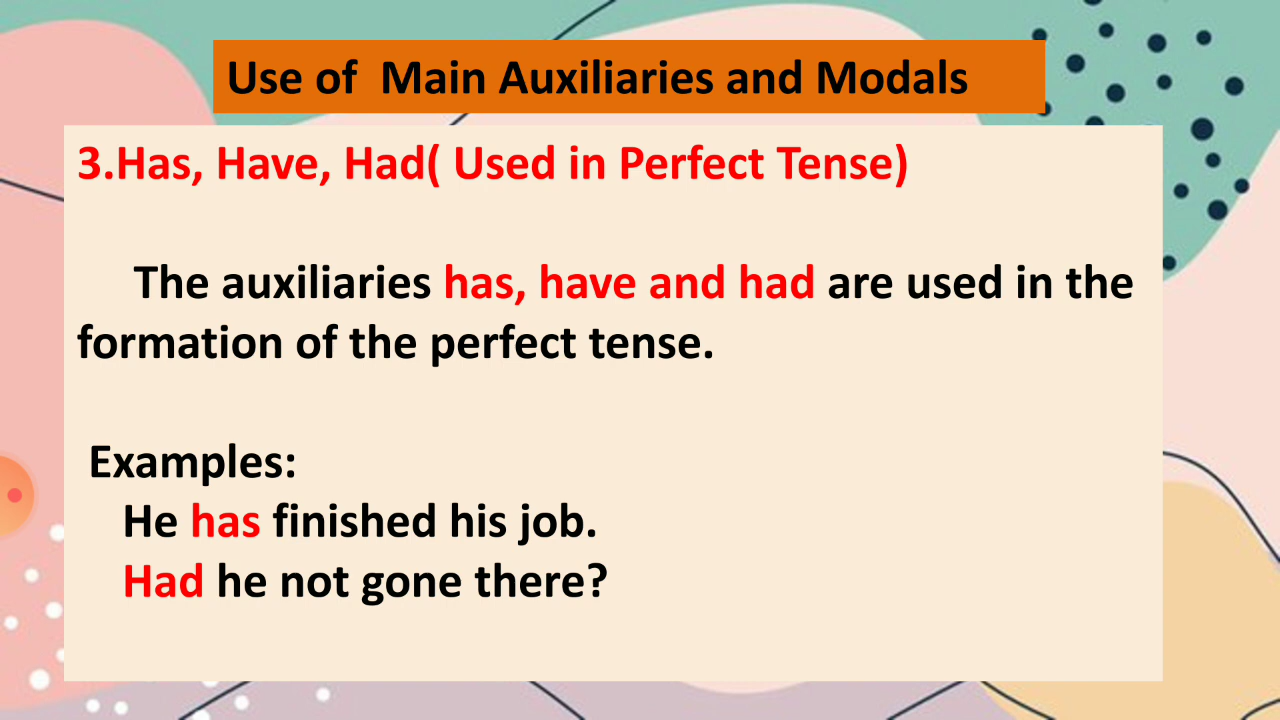 Use of  Main Auxiliaries and Modals
3.Has, Have, Had( Used in Perfect Tense)
The auxiliaries has, have and had are used in the
formation of the perfect tense.
Examples:
He has finished his job.
Had he not gone there?